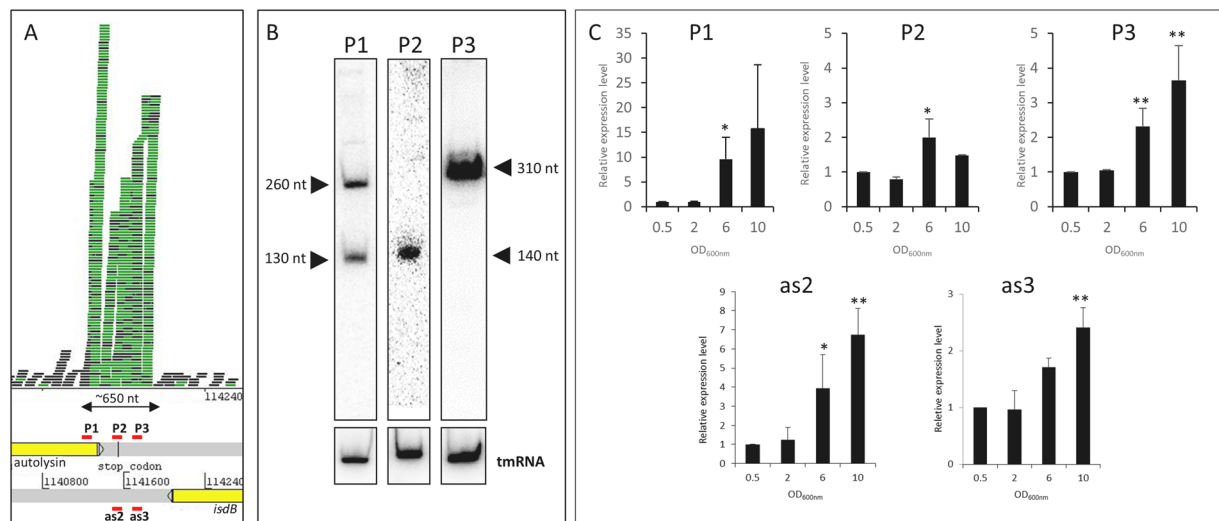 A
~650 nt
114240
P1 P2 P3
autolysin
stop_codon
1140800
1141600
114240
isdB
as2 as3
B
P1 P2 P3
260 nt
310 nt
130 nt
140 nt
tmRNA
C
P1
Relative expression level
35
30
25
20
15
10
5
0
*
0.5 2 6 10
OD600nm
P2
Relative expression level
5
4
3
2
1
0
*
0.5 2 6 10
OD600nm
P3
Relative expression level
5
4
3
2
1
0
** **
0.5 2 6 10
OD600nm
as2
Relative expression level
9
8
7
6
5
4
3
2
1
0
* **
0.5 2 6 10
OD600nm
as3
Reletive expression level
3
2
1
0
**
0.5 2 6 10
OD600nm